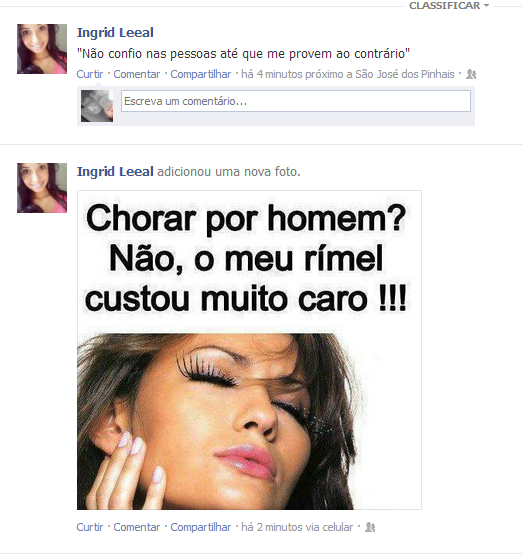 CLASSIFICAR
Ingrid Leeal
"Não confio nas pessoas até que me provem ao contrário"
Curtir · Comentar · Compartilhar · há 4 minutos próximo a São José dos Pinhais ·
Escreva um comentário...
Ingrid Leeal adicionou uma nova foto.
Chorar por homem?
Não, o meu rímel
custou muito caro !!!
Curtir · Comentar · Compartilhar · há 2 minutos via celular ·